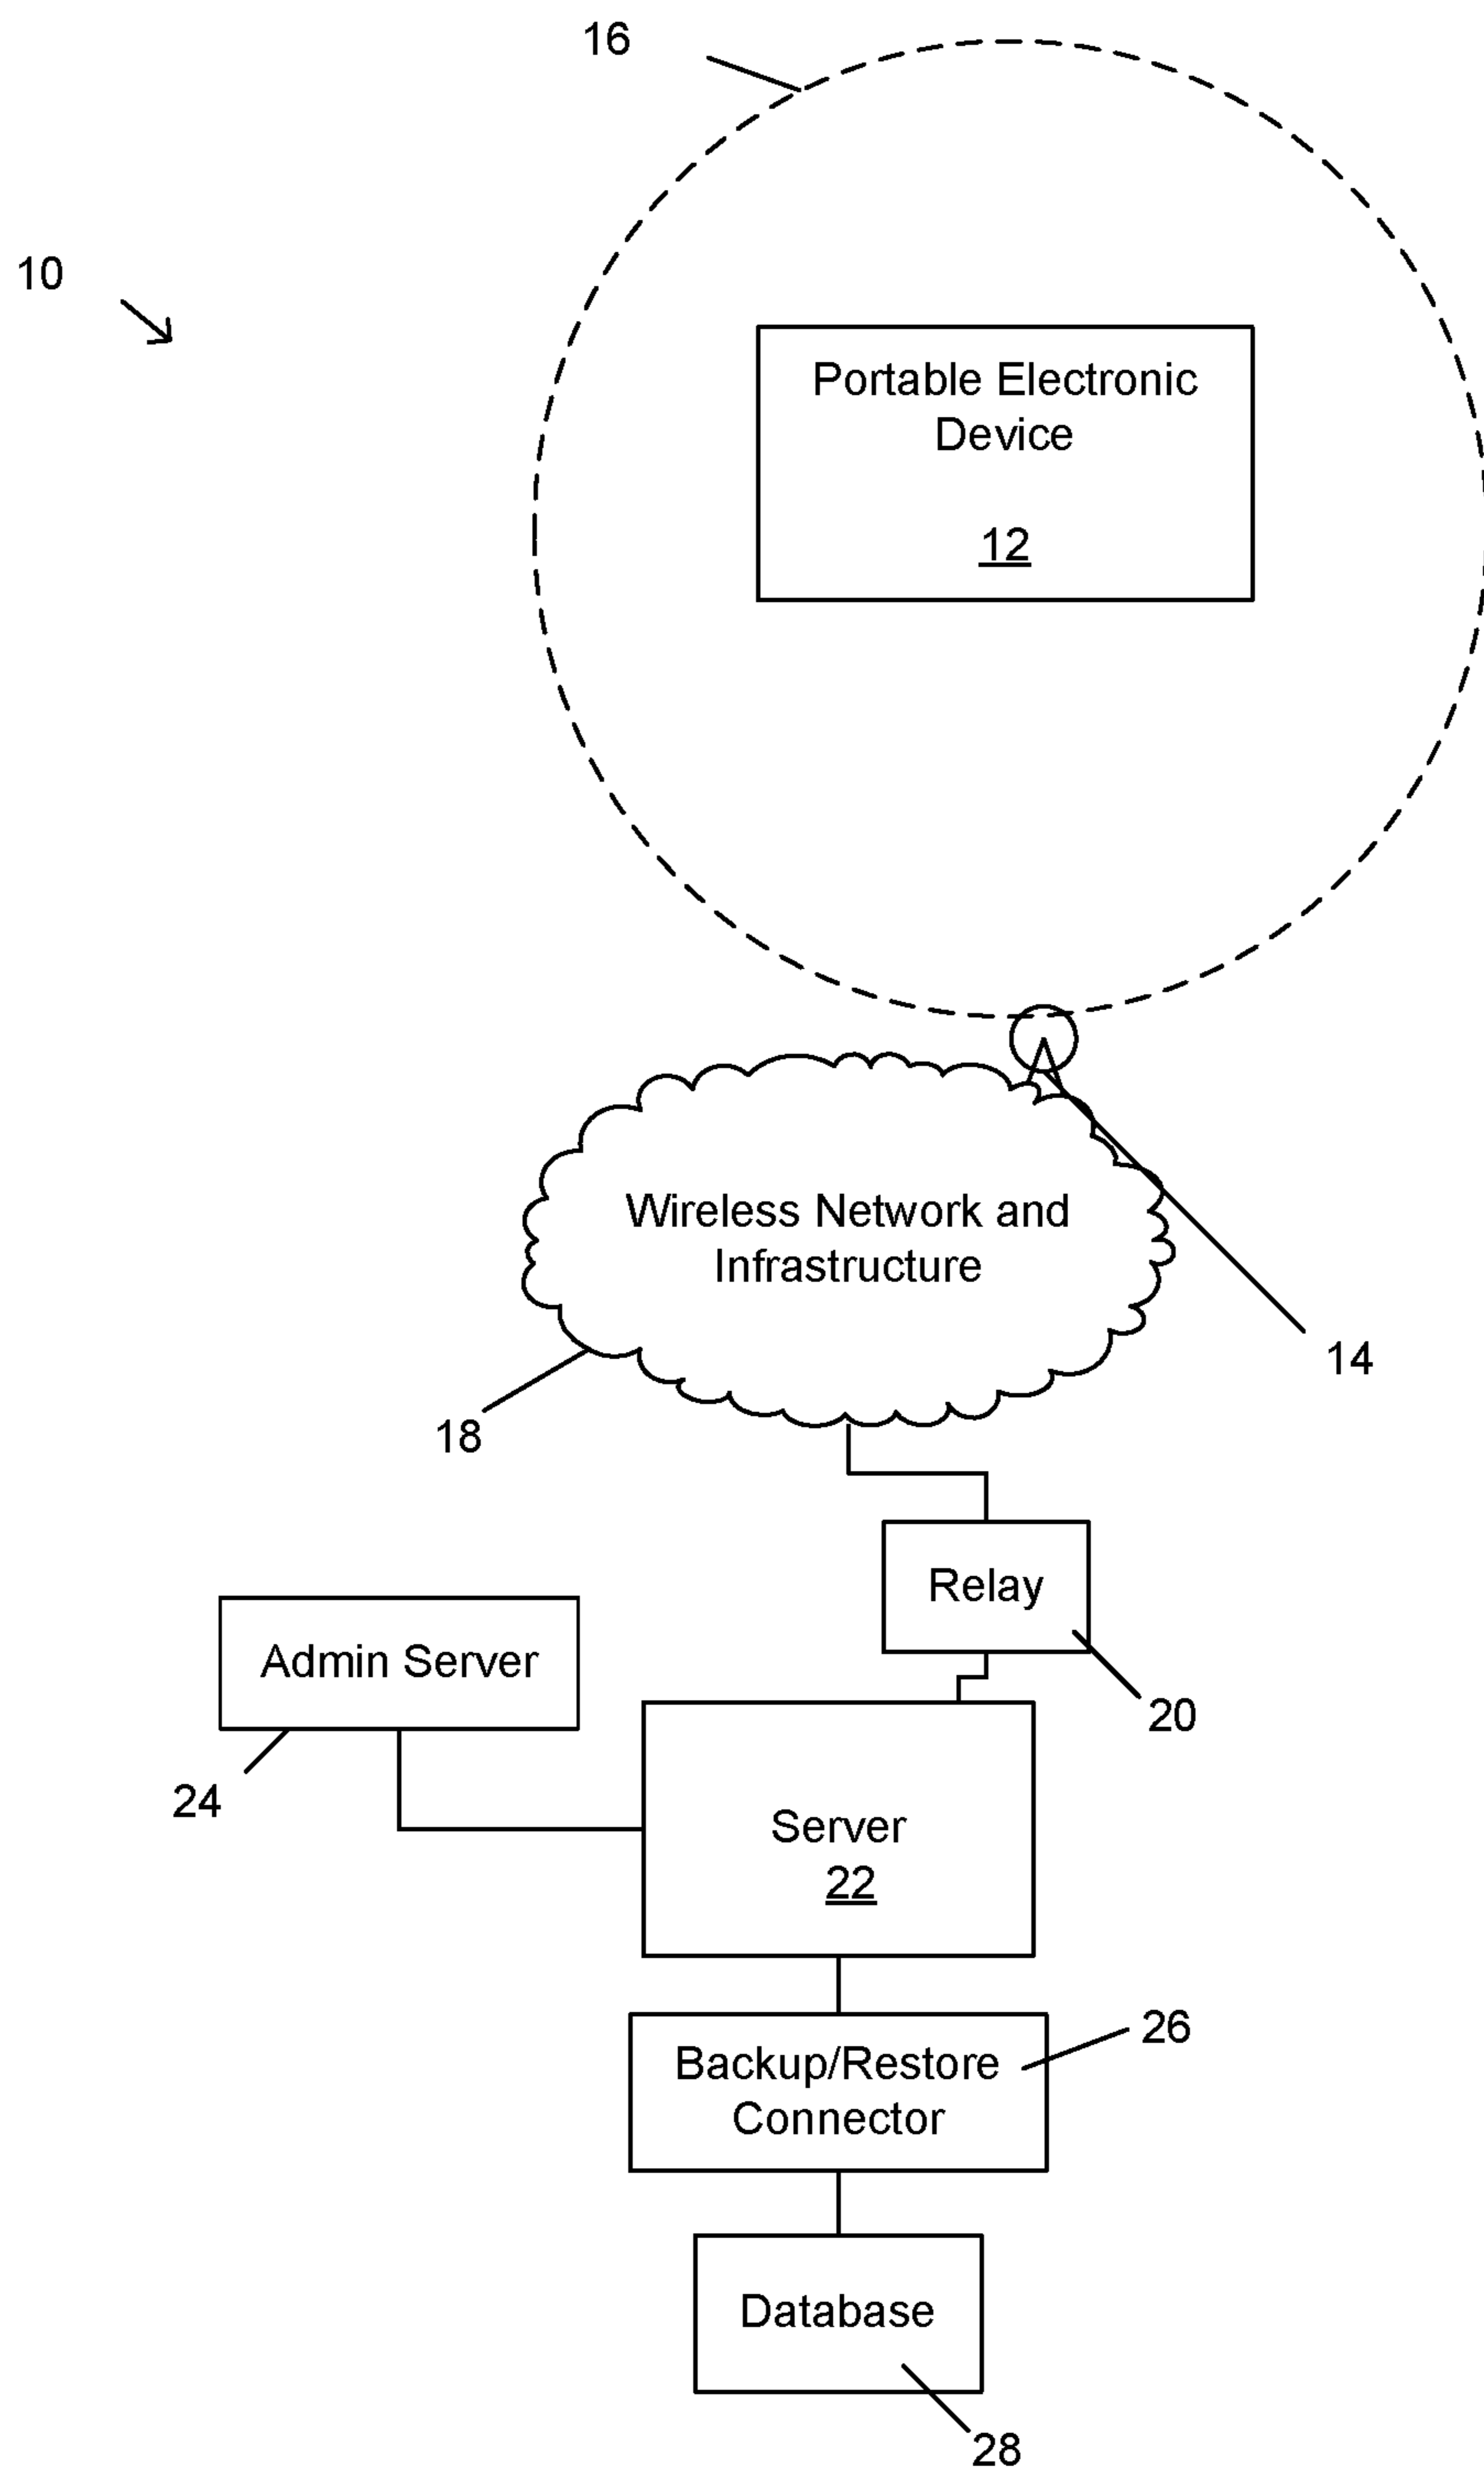 16
10
Portable Electronic
Device
12
Wireless Network and
Infrastructure
14
18
Relay
Admin Server
20
24
Server
22
26
Backup/Restore
Connector
Database
28